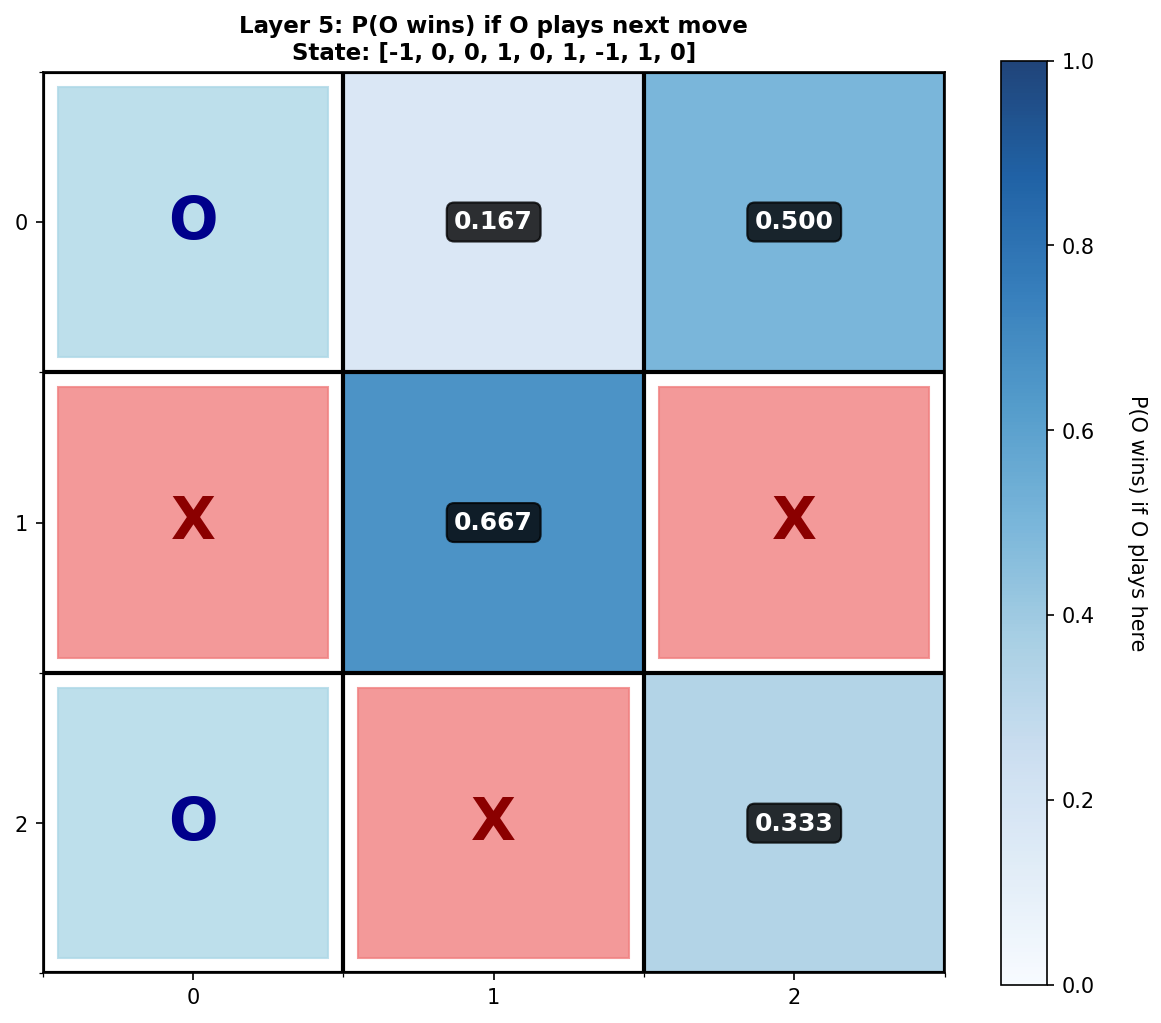 Layer 5: P(O wins) if O plays next move
State: [-1, 0, 0, 1, 0, 1, -1, 1, 0]
0
O
0.167
0.500
1
X
0.667
X
2
O
X
0.333
0
1
2
1.0
0.8
0.6
0.4
0.2
0.0
P(O wins) if O plays here